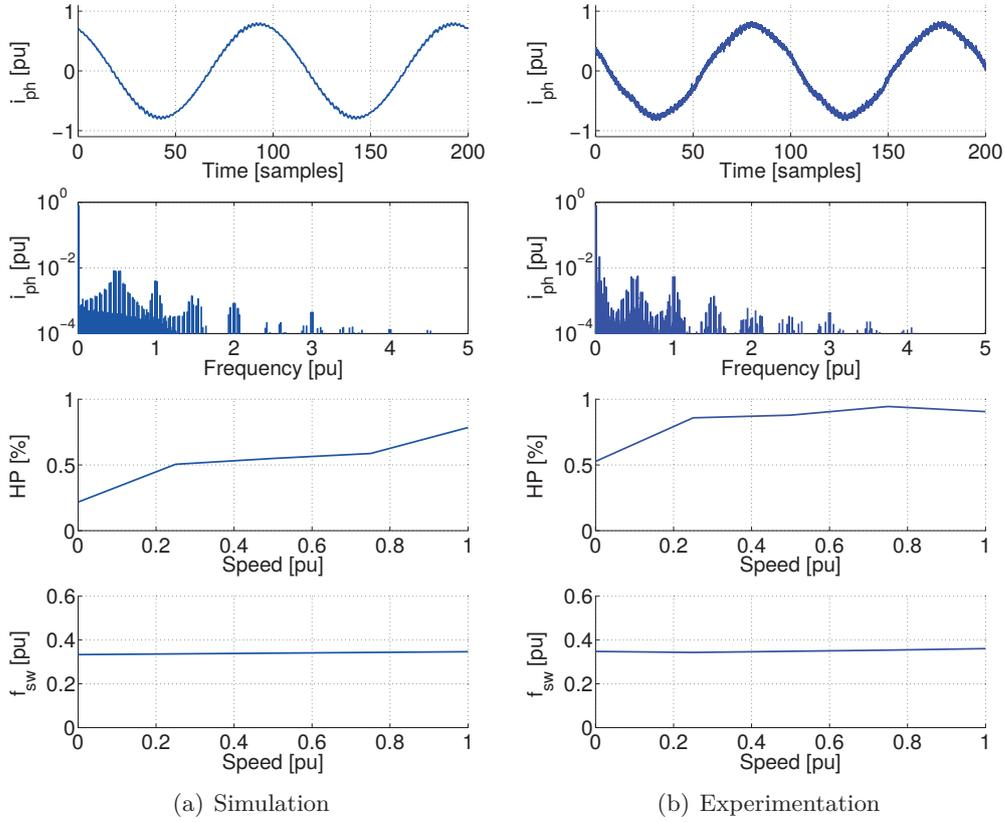 1
0
−1
i_ph [pu]
0 50 100 150 200
Time [samples]
1
0
−1
i_ph [pu]
0 50 100 150 200
Time [samples]
10^0
10^−2
10^−4
i_ph [pu]
0 1 2 3 4 5
Frequency [pu]
10^0
10^−2
10^−4
i_ph [pu]
0 1 2 3 4 5
Frequency [pu]
1
0.5
0
HP [%]
0 0.2 0.4 0.6 0.8 1
Speed [pu]
1
0.5
0
HP [%]
0 0.2 0.4 0.6 0.8 1
Speed [pu]
0.6
0.4
0.2
0
f_sw [pu]
0 0.2 0.4 0.6 0.8 1
Speed [pu]
0.6
0.4
0.2
0
f_sw [pu]
0 0.2 0.4 0.6 0.8 1
Speed [pu]
(a) Simulation
(b) Experimentation